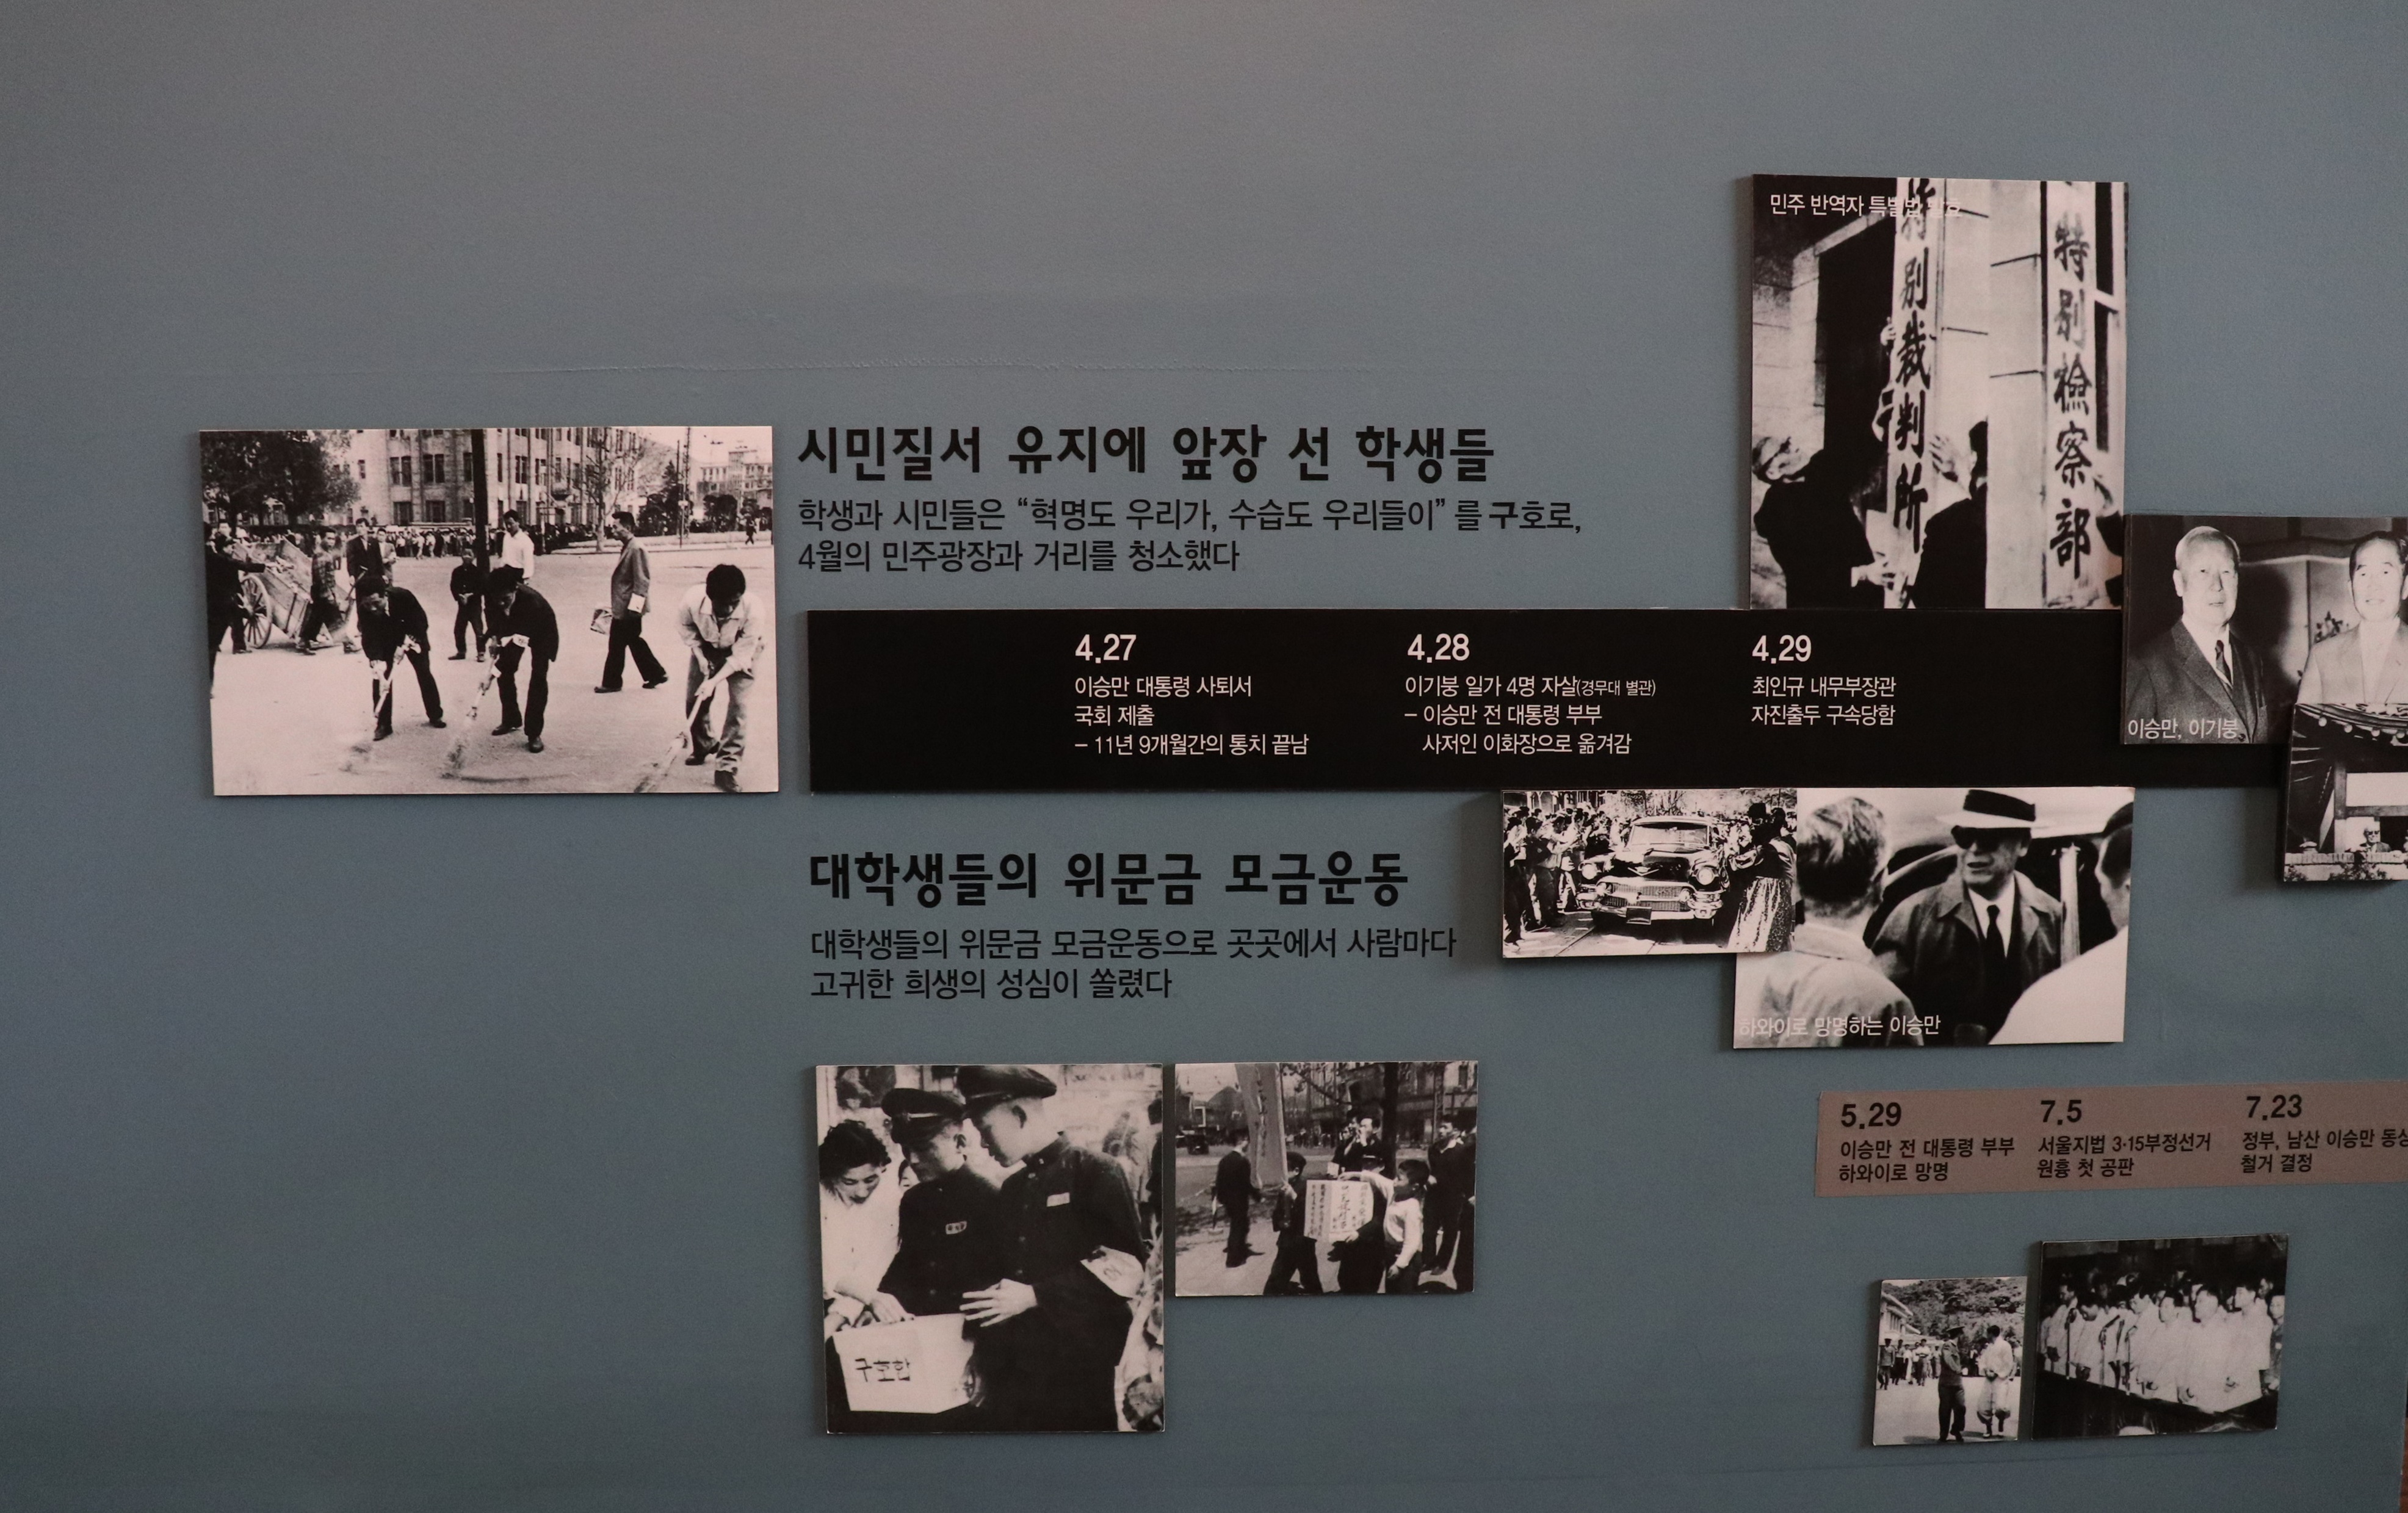 시민질서 유지에 앞장 선 학생들
학생과 시민들은 “혁명도 우리가, 수습도 우리들이” 를 구호로,
4월의 민주광장과 거리를 청소했다
민주 반역자 특별법 발효
特別裁判所
特別檢察部
4.27
이승만 대통령 사퇴서
국회 제출
– 11년 9개월간의 통치 끝남
4.28
이기붕 일가 4명 자살(경무대 별관)
– 이승만 전 대통령 부부
사저인 이화장으로 옮겨감
4.29
최인규 내무부장관
자진출두 구속당함
이승만, 이기붕
대학생들의 위문금 모금운동
대학생들의 위문금 모금운동으로 곳곳에서 사람마다
고귀한 희생의 성심이 쏠렸다
하와이로 망명하는 이승만
5.29
이승만 전 대통령 부부
하와이로 망명
7.5
서울지법 3·15부정선거
원흉 첫 공판
7.23
정부, 남산 이승만 동상
철거 결정
구호함